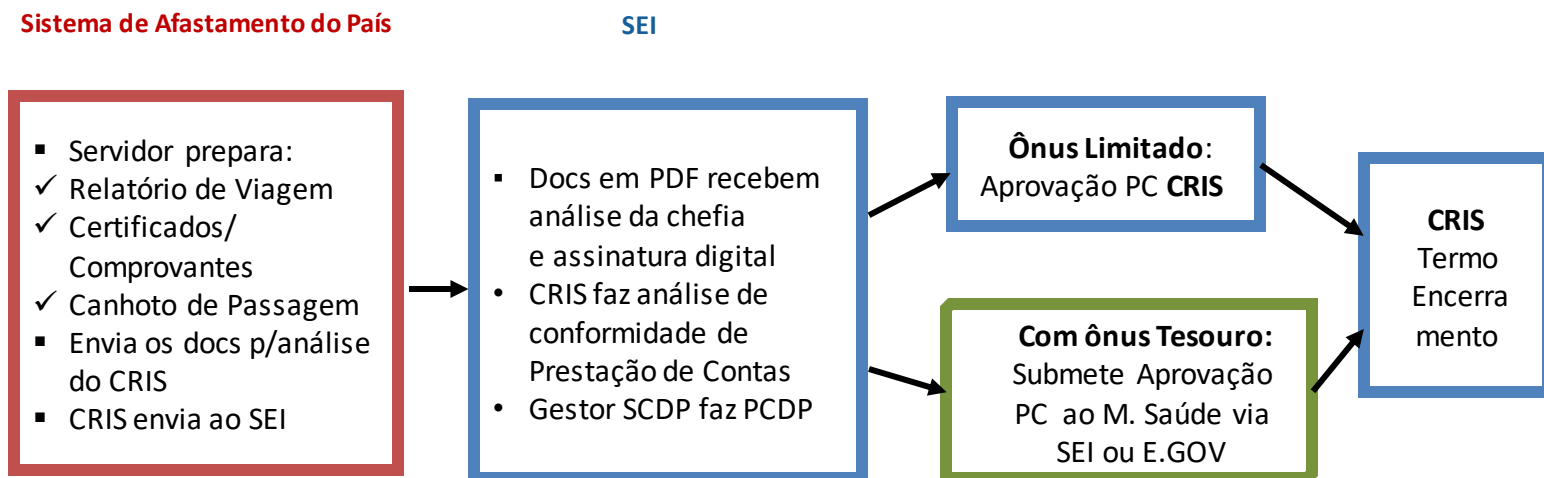 Sistema de Afastamento do País
SEI
▪ Servidor prepara:
✓ Relatório de Viagem
✓ Certificados/
Comprovantes
✓ Canhoto de Passagem
▪ Envia os docs p/análise
do CRIS
▪ CRIS envia ao SEI
▪ Docs em PDF recebem
análise da chefia
e assinatura digital
• CRIS faz análise de
conformidade de
Prestação de Contas
• Gestor SCDP faz PCDP
Ônus Limitado:
Aprovação PC CRIS
Com ônus Tesouro:
Submete Aprovação
PC ao M. Saúde via
SEI ou E.GOV
CRIS
Termo
Encerra
mento